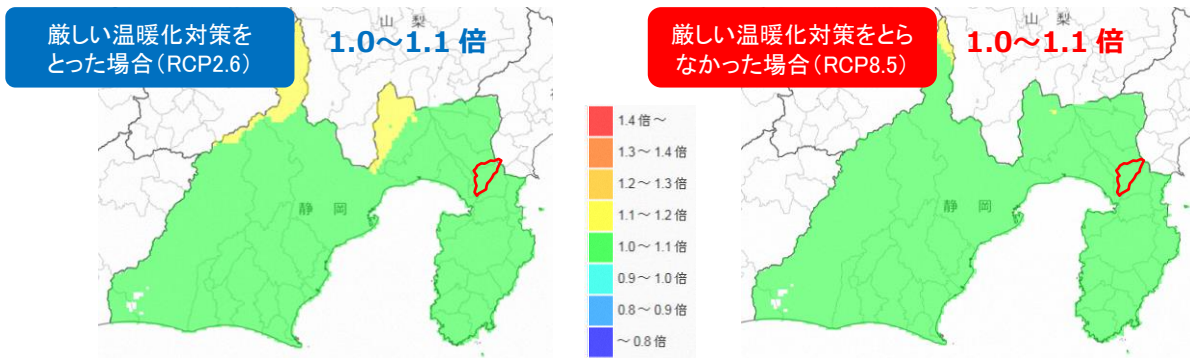 厳しい温暖化対策を
とった場合（RCP2.6）
1.0～1.1 倍
山 梨
静 岡
1.4 倍～
1.3～ 1.4 倍
1.2～ 1.3 倍
1.1～ 1.2 倍
1.0～ 1.1 倍
0.9～ 1.0 倍
0.8～ 0.9 倍
～ 0.8 倍
厳しい温暖化対策をとら
なかった場合（RCP8.5）
1.0～1.1 倍
山 梨
静 岡